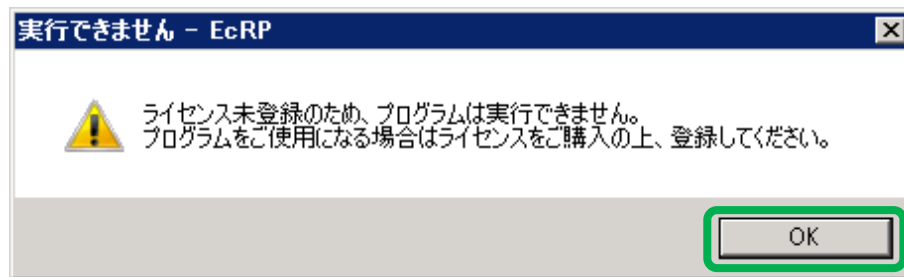 実行できません - EcRP
ライセンス未登録のため、プログラムは実行できません。
プログラムをご使用になる場合はライセンスをご購入の上、登録してください。
OK